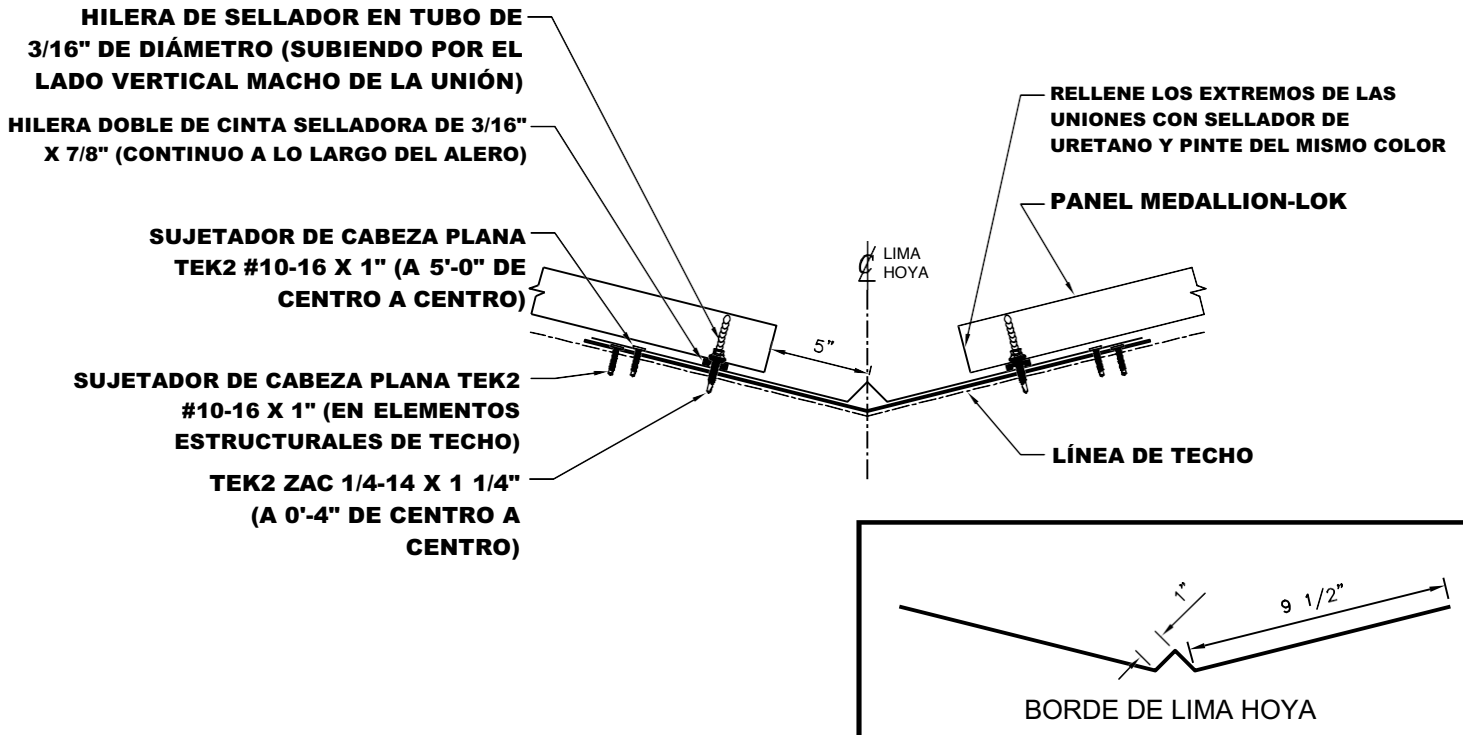 HILERA DE SELLADOR EN TUBO DE
3/16" DE DIÁMETRO (SUBIENDO POR EL
LADO VERTICAL MACHO DE LA UNIÓN)
HILERA DOBLE DE CINTA SELLADORA DE 3/16"
X 7/8" (CONTINUO A LO LARGO DEL ALERO)
SUJETADOR DE CABEZA PLANA
TEK2 #10-16 X 1" (A 5'-0" DE
CENTRO A CENTRO)
SUJETADOR DE CABEZA PLANA TEK2
#10-16 X 1" (EN ELEMENTOS
ESTRUCTURALES DE TECHO)
TEK2 ZAC 1/4-14 X 1 1/4"
(A 0'-4" DE CENTRO A
CENTRO)
5"
℄ LIMA
HOYA
RELLENE LOS EXTREMOS DE LAS
UNIONES CON SELLADOR DE
URETANO Y PINTE DEL MISMO COLOR
PANEL MEDALLION-LOK
LÍNEA DE TECHO
1"
9 1/2"
BORDE DE LIMA HOYA